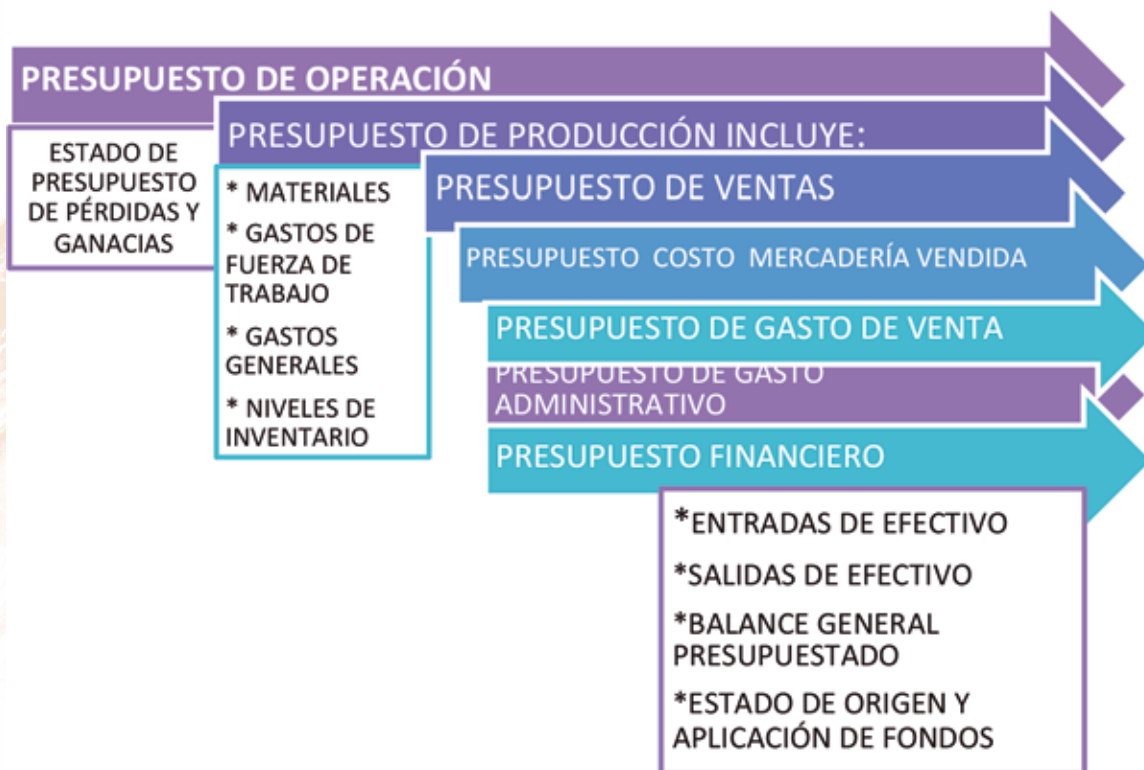 PRESUPUESTO DE OPERACIÓN
ESTADO DE
PRESUPUESTO
DE PÉRDIDAS Y
GANACIAS
PRESUPUESTO DE PRODUCCIÓN INCLUYE:
* MATERIALES
* GASTOS DE
FUERZA DE
TRABAJO
* GASTOS
GENERALES
* NIVELES DE
INVENTARIO
PRESUPUESTO DE VENTAS
PRESUPUESTO COSTO MERCADERÍA VENDIDA
PRESUPUESTO DE GASTO DE VENTA
PRESUPUESTO DE GASTO
ADMINISTRATIVO
PRESUPUESTO FINANCIERO
*ENTRADAS DE EFECTIVO
*SALIDAS DE EFECTIVO
*BALANCE GENERAL
PRESUPUESTADO
*ESTADO DE ORIGEN Y
APLICACIÓN DE FONDOS